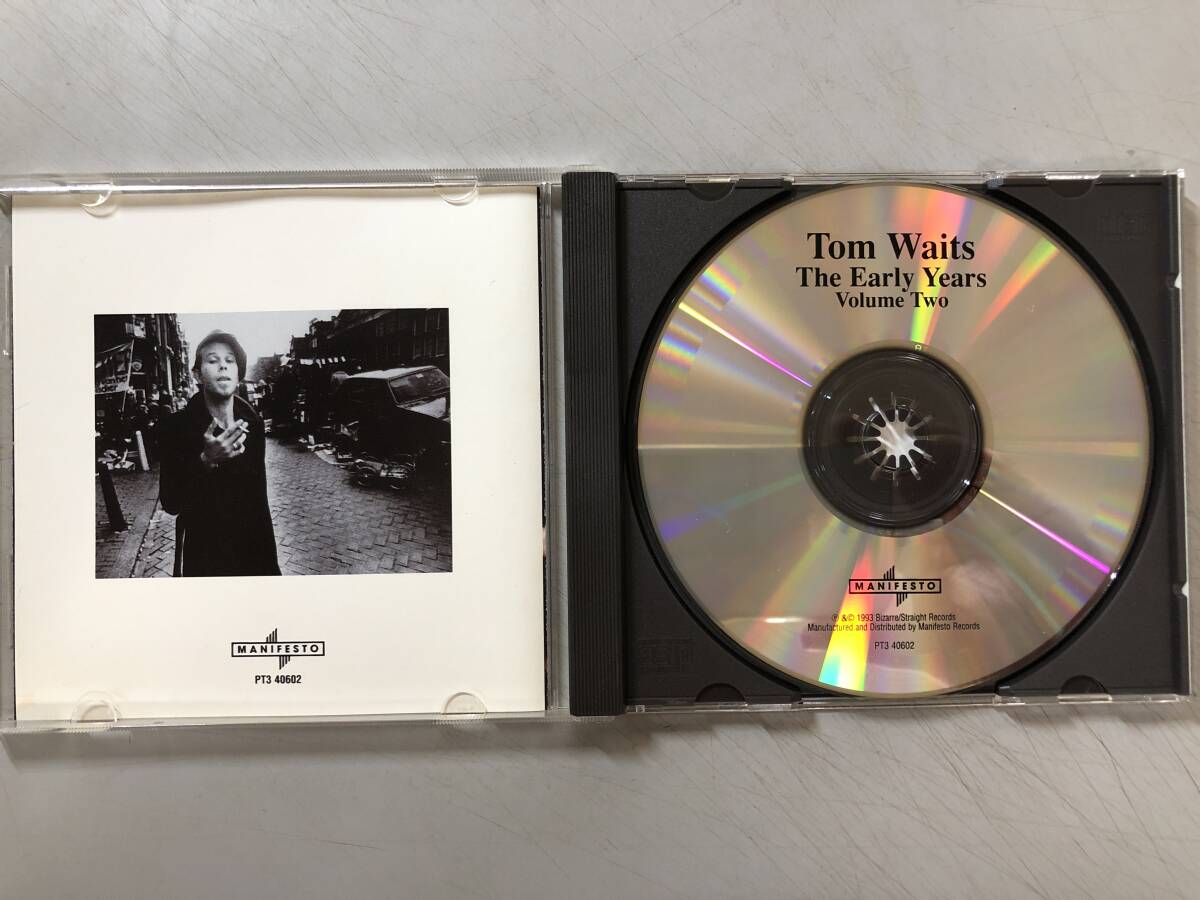 MANIFESTO
PT3 40602
Tom Waits
The Early Years
Volume Two
MANIFESTO
℗ &© 1993 Bizarre/Straight Records
Manufactured and Distributed by Manifesto Records
PT3 40602